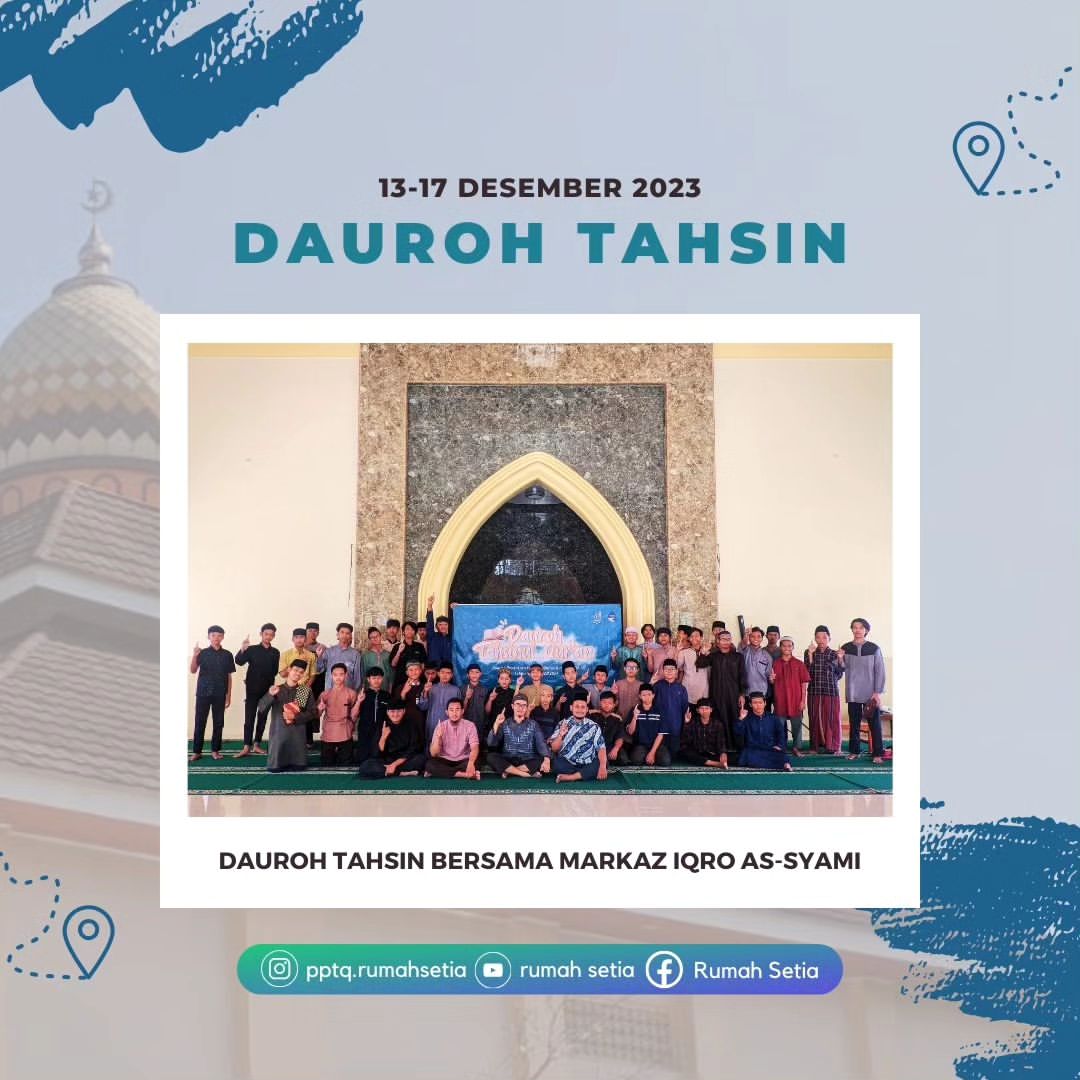 13-17 DESEMBER 2023
DAUROH TAHSIN
Dauroh
DAUROH TAHSIN BERSAMA MARKAZ IQRO AS-SYAMI
pptq.rumahsetia rumah setia Rumah Setia